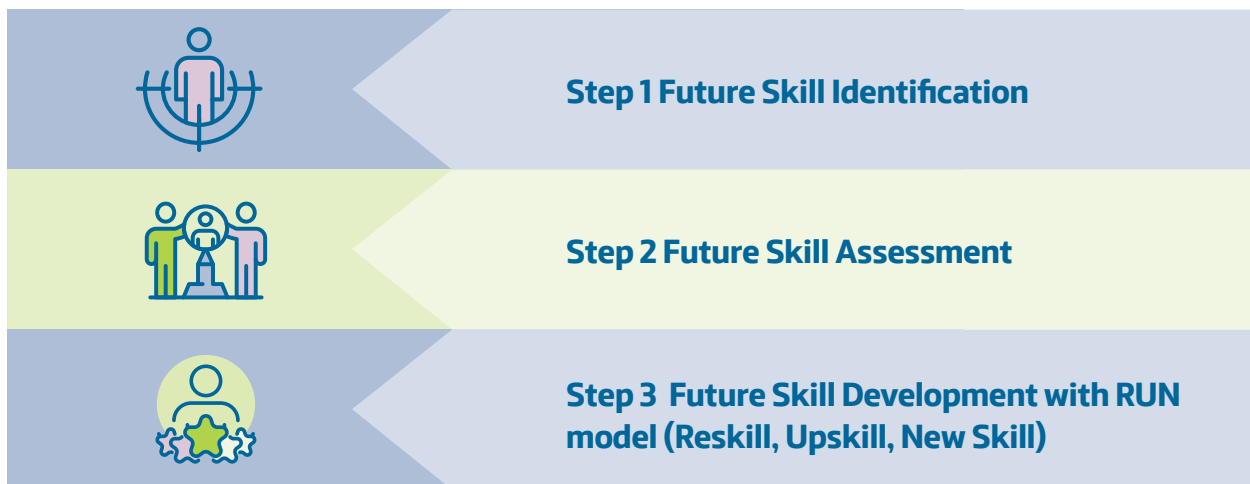 Step 1 Future Skill Identification
Step 2 Future Skill Assessment
Step 3 Future Skill Development with RUN
model (Reskill, Upskill, New Skill)